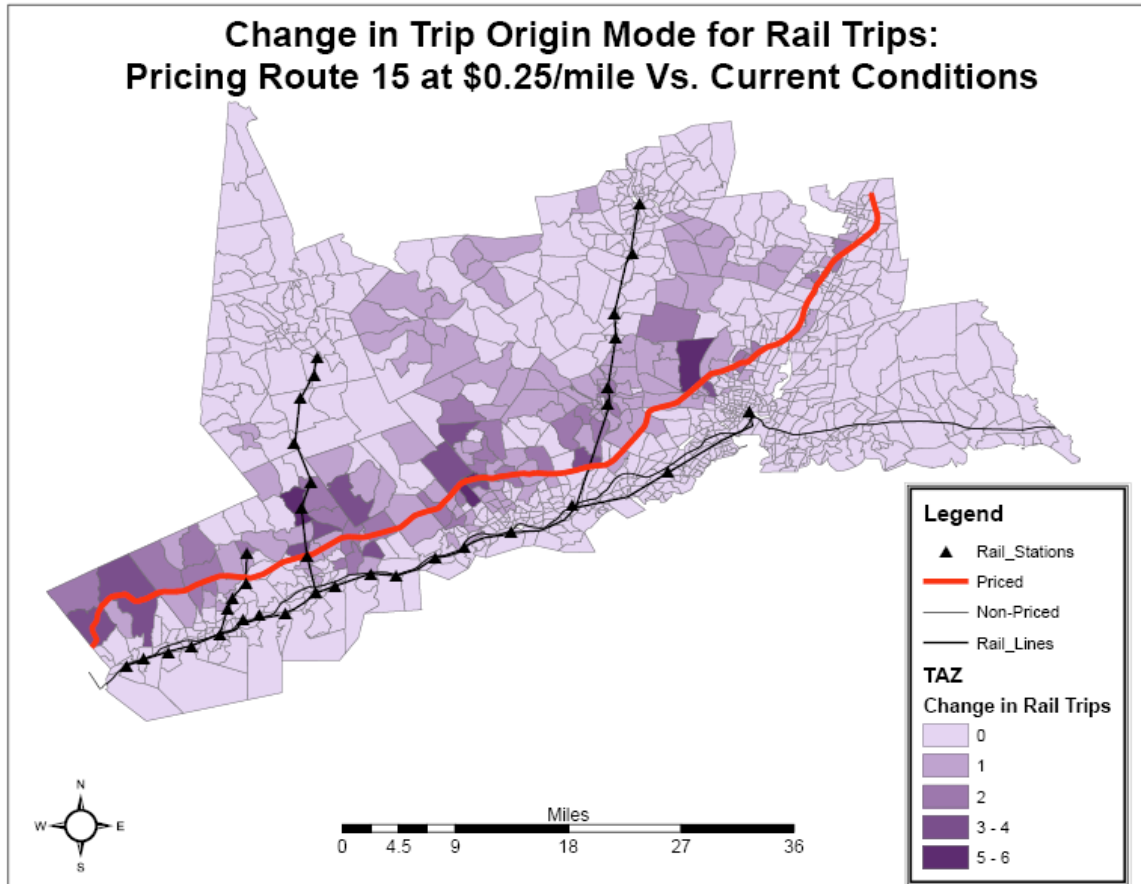 Change in Trip Origin Mode for Rail Trips:
Pricing Route 15 at $0.25/mile Vs. Current Conditions
Legend
Rail_Stations
Priced
Non-Priced
Rail_Lines
TAZ
Change in Rail Trips
0
1
2
3 - 4
5 - 6
N
W E
S
Miles
0 4.5 9 18 27 36